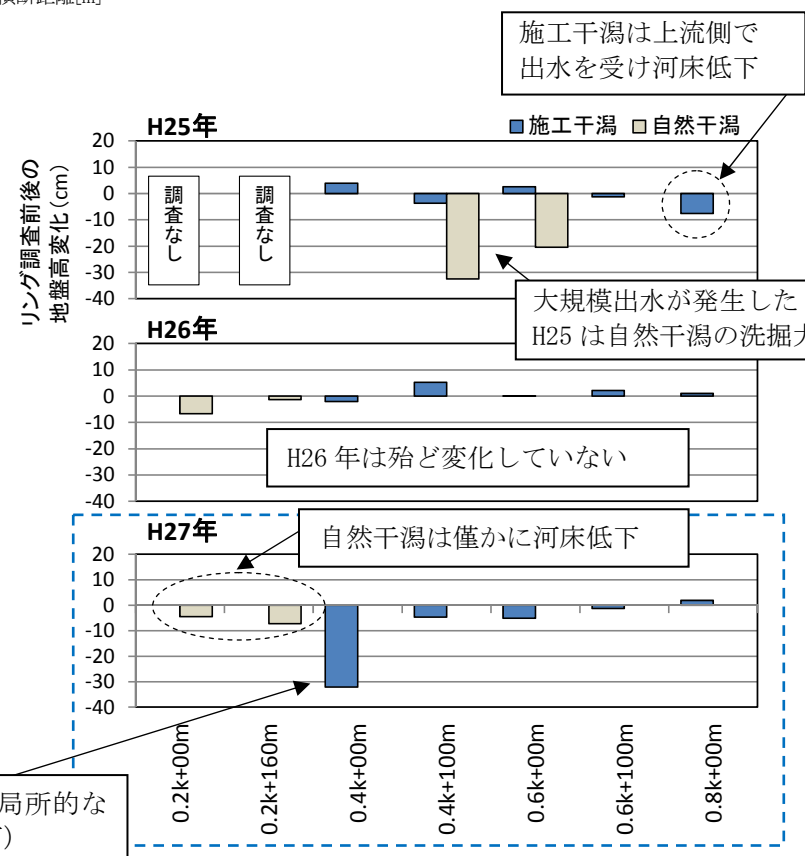 横断距離[m]
施工干潟は上流側で
出水を受け河床低下
H25年
施工干潟
自然干潟
リング調査前後の
地盤高変化(cm)
20
10
0
-10
-20
-30
-40
調査なし
調査なし
大規模出水が発生した
H25 は自然干潟の洗掘大
H26年
20
10
0
-10
-20
-30
-40
H26 年は殆ど変化していない
H27年
自然干潟は僅かに河床低下
20
10
0
-10
-20
-30
-40
0.2k+00m
0.2k+160m
0.4k+00m
0.4k+100m
0.6k+00m
0.6k+100m
0.8k+00m
局所的な
)